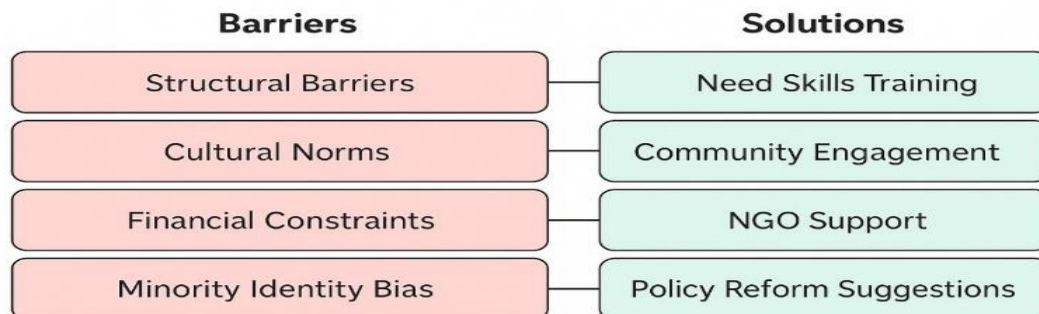 Barriers
Solutions
Structural Barriers
Need Skills Training
Cultural Norms
Community Engagement
Financial Constraints
NGO Support
Minority Identity Bias
Policy Reform Suggestions